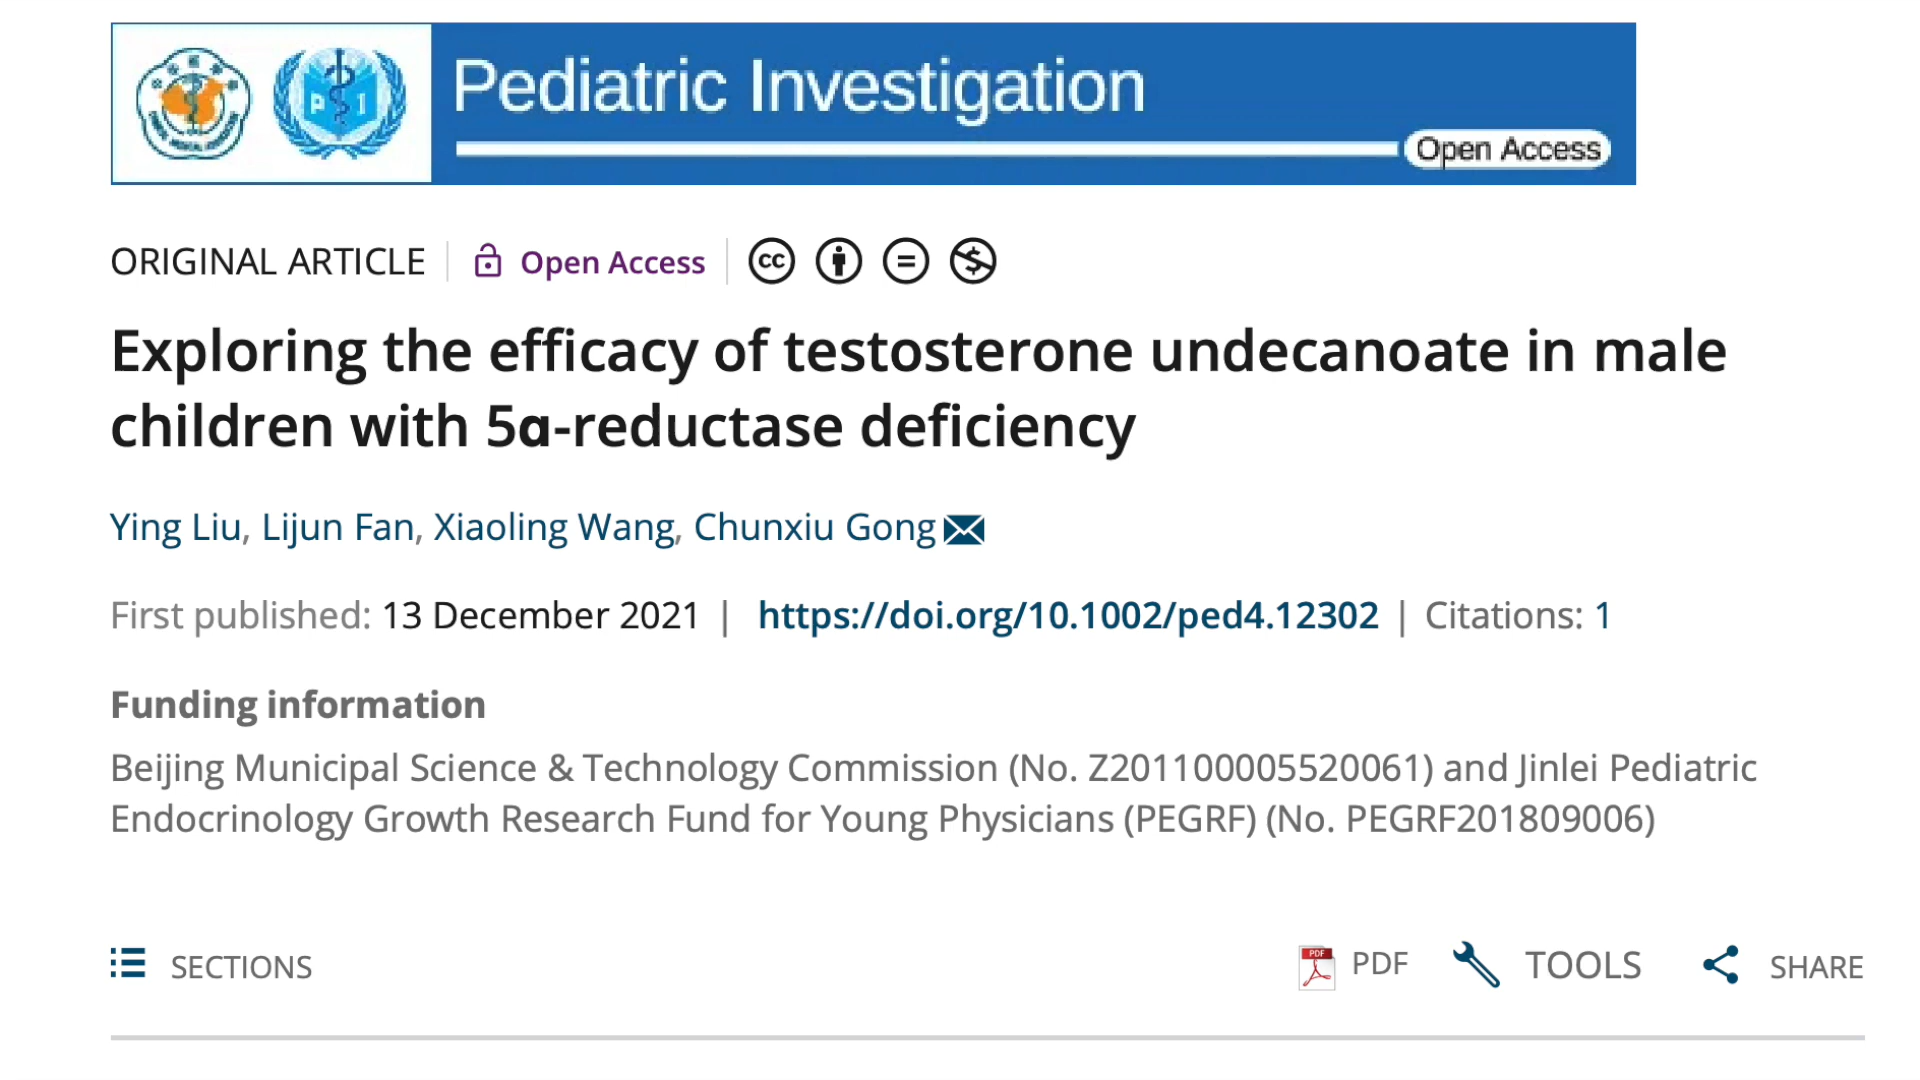 P I
Pediatric Investigation
Open Access
ORIGINAL ARTICLE
Open Access
cc
=
$
Exploring the efficacy of testosterone undecanoate in male
children with 5ɑ-reductase deficiency
Ying Liu, Lijun Fan, Xiaoling Wang, Chunxiu Gong
First published: 13 December 2021 | https://doi.org/10.1002/ped4.12302 | Citations: 1
Funding information
Beijing Municipal Science & Technology Commission (No. Z201100005520061) and Jinlei Pediatric
Endocrinology Growth Research Fund for Young Physicians (PEGRF) (No. PEGRF201809006)
SECTIONS
PDF PDF
TOOLS
SHARE